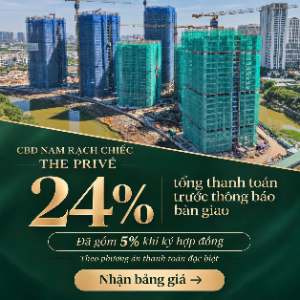 CBD NAM RẠCH CHIẾC
THE PRIVÉ
24%
tổng thanh toán
trước thông báo
bàn giao
Đã gồm 5% khi ký hợp đồng
Theo phương án thanh toán đặc biệt
Nhận bảng giá →